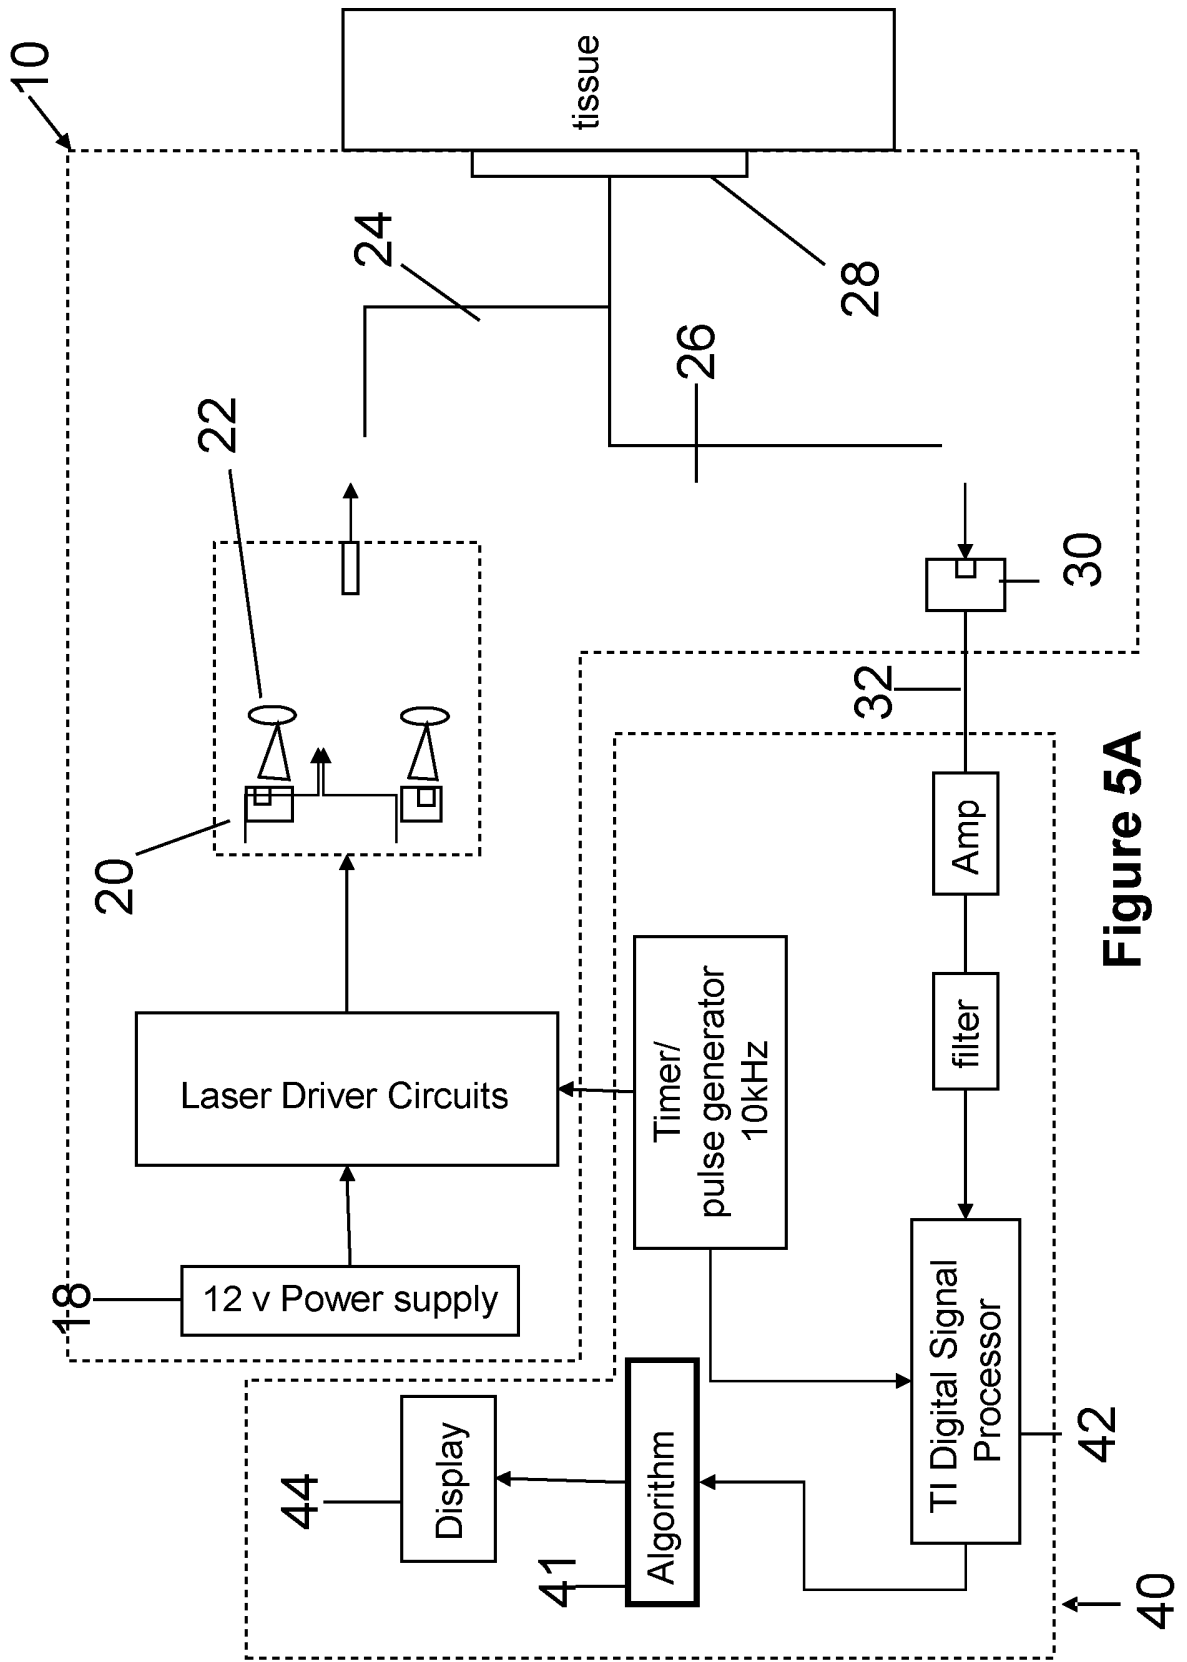 10
tissue
24
28
22
26
20
30
32
Laser Driver Circuits
Timer/
pulse generator
10kHz
Amp
filter
18
12 v Power supply
44
Display
41
Algorithm
TI Digital Signal
Processor
42
40
Figure 5A